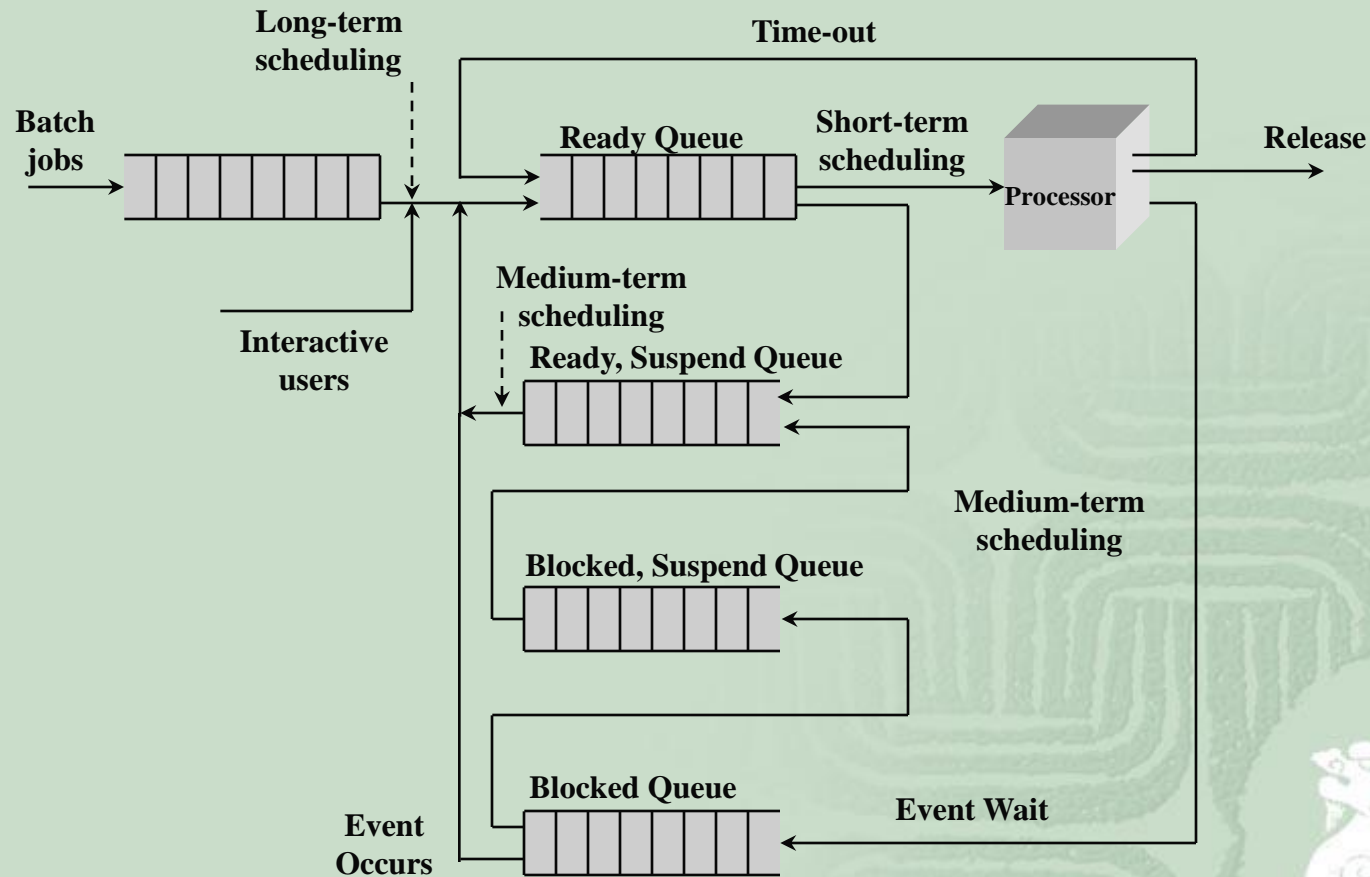 Long-term
scheduling
Time-out
Batch
jobs
Ready Queue
Short-term
scheduling
Release
Processor
Medium-term
scheduling
Interactive
users
Ready, Suspend Queue
Medium-term
scheduling
Blocked, Suspend Queue
Blocked Queue
Event Wait
Event
Occurs